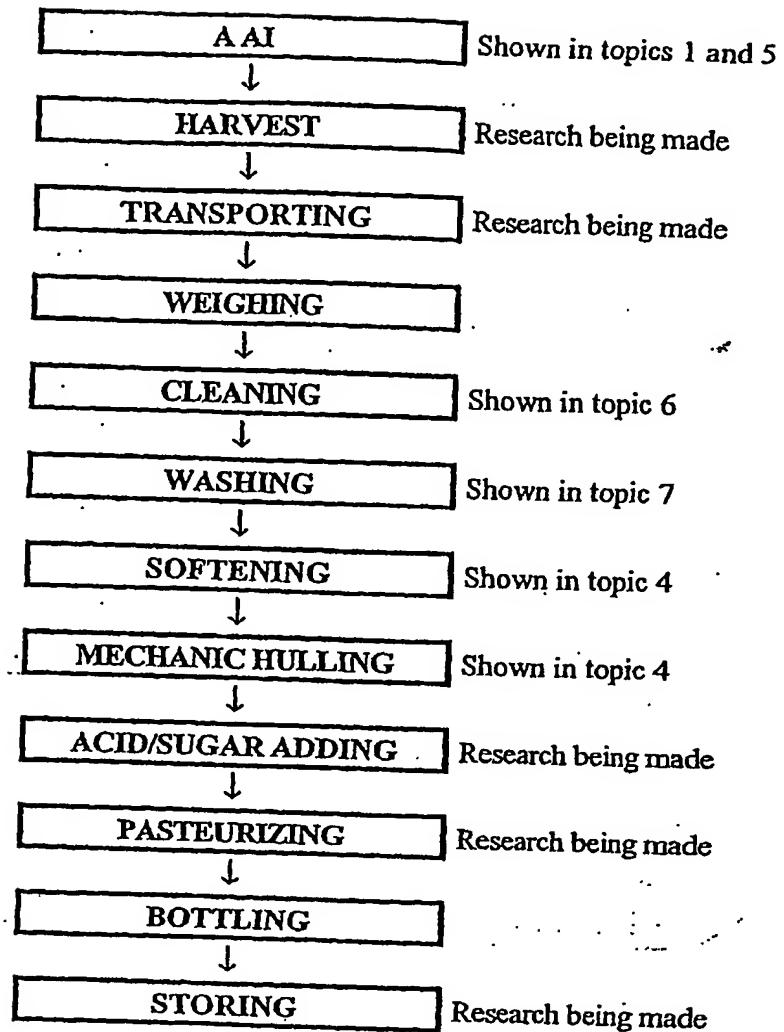 A AI Shown in topics 1 and 5
↓
HARVEST Research being made
↓
TRANSPORTING Research being made
↓
WEIGHING
↓
CLEANING Shown in topic 6
↓
WASHING Shown in topic 7
↓
SOFTENING Shown in topic 4
↓
MECHANIC HULLING Shown in topic 4
↓
ACID/SUGAR ADDING Research being made
↓
PASTEURIZING Research being made
↓
BOTTLING
↓
STORING Research being made